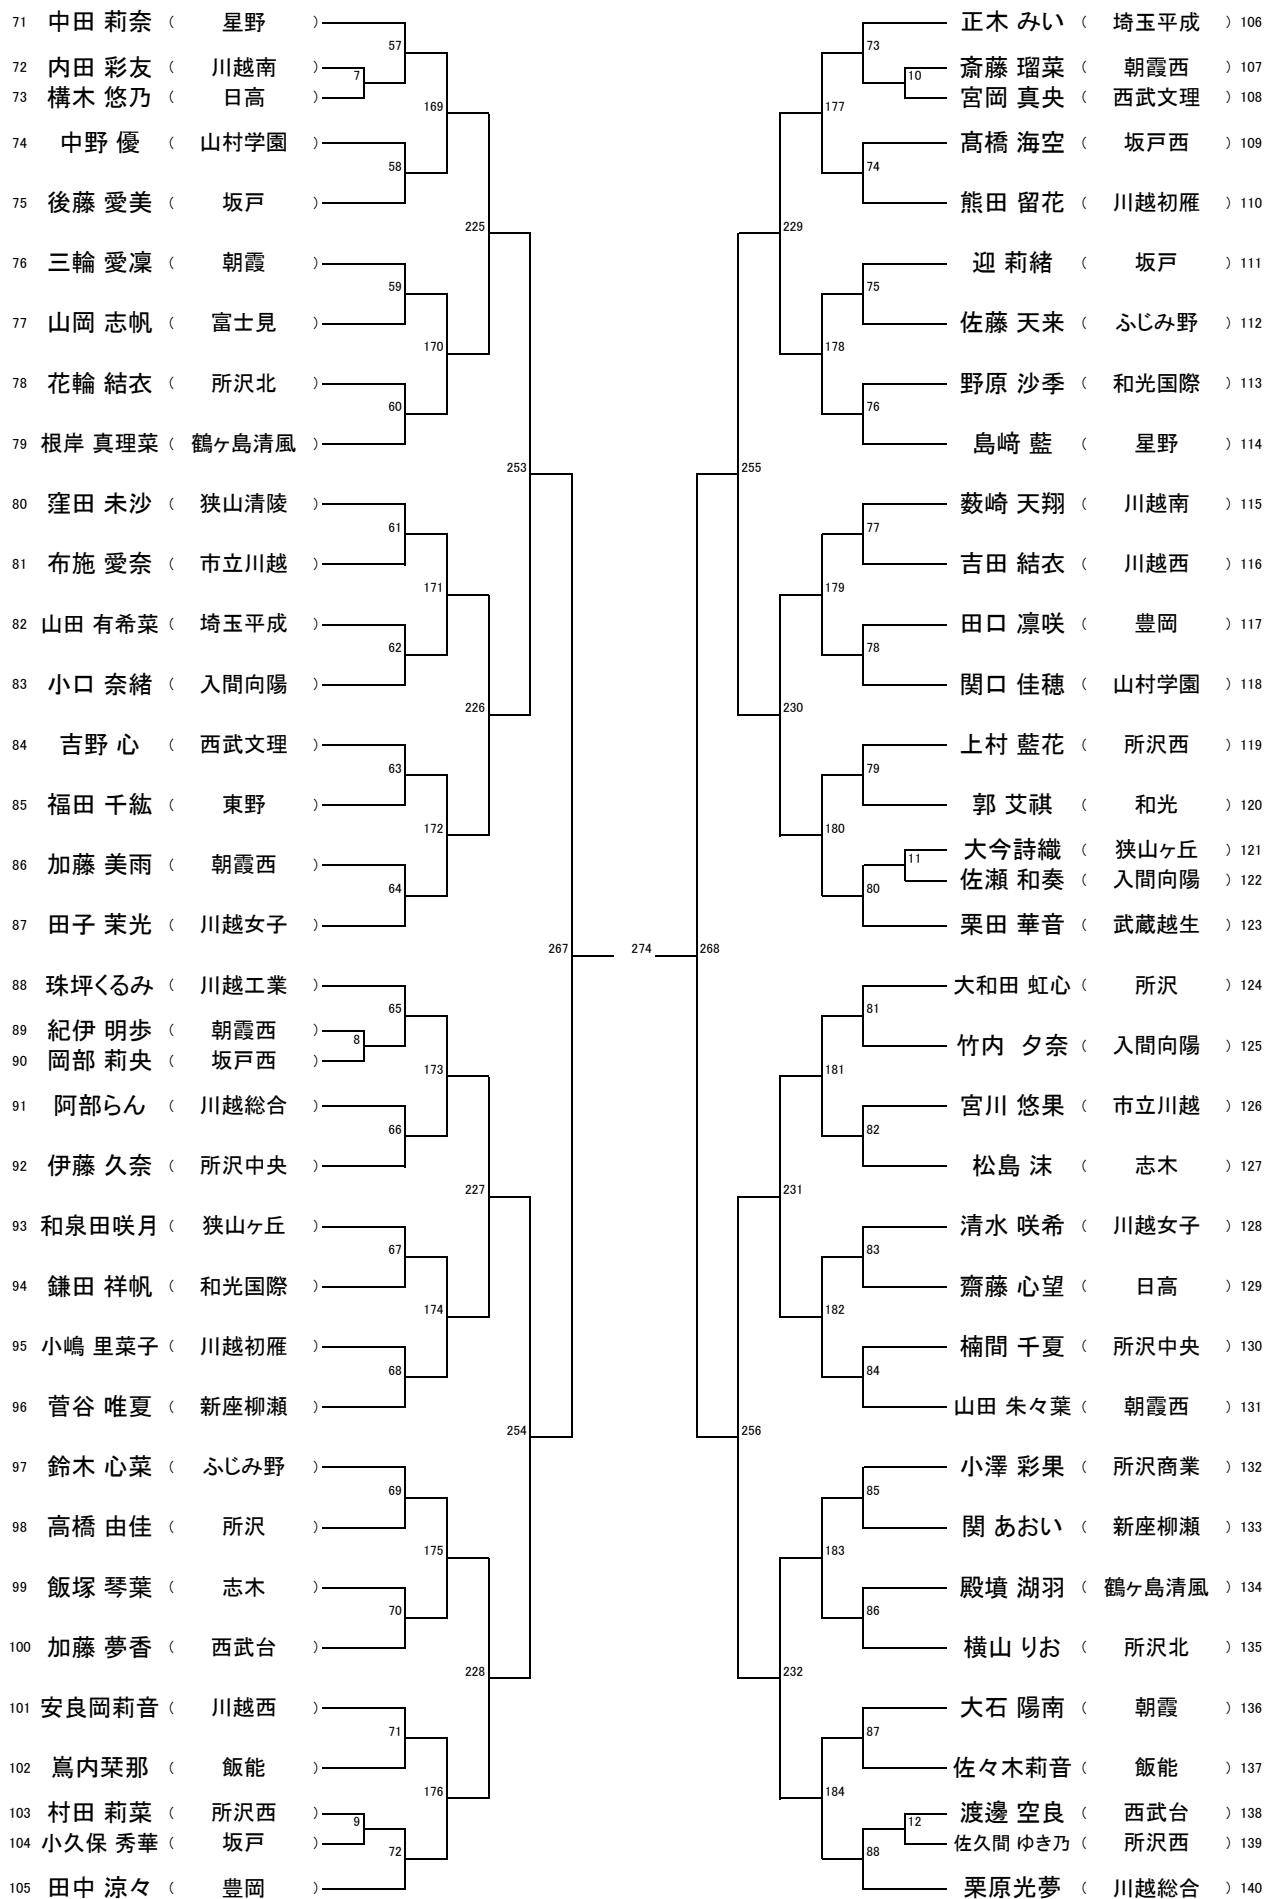 71 中田 莉奈 （ 星野 ）
57
72 内田 彩友 （ 川越南 ）
7
73 構木 悠乃 （ 日高 ）
169
74 中野 優 （ 山村学園 ）
58
75 後藤 愛美 （ 坂戸 ）
225
76 三輪 愛凜 （ 朝霞 ）
59
77 山岡 志帆 （ 富士見 ）
170
78 花輪 結衣 （ 所沢北 ）
60
79 根岸 真理菜 （ 鶴ヶ島清風 ）
253
80 窪田 未沙 （ 狭山清陵 ）
61
81 布施 愛奈 （ 市立川越 ）
171
82 山田 有希菜 （ 埼玉平成 ）
62
83 小口 奈緒 （ 入間向陽 ）
226
84 吉野 心 （ 西武文理 ）
63
85 福田 千紘 （ 東野 ）
172
86 加藤 美雨 （ 朝霞西 ）
64
87 田子 茉光 （ 川越女子 ）
267
88 珠坪くるみ （ 川越工業 ）
65
89 紀伊 明歩 （ 朝霞西 ）
8
90 岡部 莉央 （ 坂戸西 ）
173
91 阿部らん （ 川越総合 ）
66
92 伊藤 久奈 （ 所沢中央 ）
227
93 和泉田咲月 （ 狭山ヶ丘 ）
67
94 鎌田 祥帆 （ 和光国際 ）
174
95 小嶋 里菜子 （ 川越初雁 ）
68
96 菅谷 唯夏 （ 新座柳瀬 ）
254
97 鈴木 心菜 （ ふじみ野 ）
69
98 高橋 由佳 （ 所沢 ）
175
99 飯塚 琴葉 （ 志木 ）
70
100 加藤 夢香 （ 西武台 ）
228
101 安良岡莉音 （ 川越西 ）
71
102 嶌内栞那 （ 飯能 ）
176
103 村田 莉菜 （ 所沢西 ）
9
104 小久保 秀華 （ 坂戸 ）
72
105 田中 涼々 （ 豊岡 ）
274
正木 みい （ 埼玉平成 ） 106
73
斎藤 瑠菜 （ 朝霞西 ） 107
10
宮岡 真央 （ 西武文理 ） 108
177
髙橋 海空 （ 坂戸西 ） 109
74
熊田 留花 （ 川越初雁 ） 110
229
迎 莉緒 （ 坂戸 ） 111
75
佐藤 天来 （ ふじみ野 ） 112
178
野原 沙季 （ 和光国際 ） 113
76
島﨑 藍 （ 星野 ） 114
255
薮崎 天翔 （ 川越南 ） 115
77
吉田 結衣 （ 川越西 ） 116
179
田口 凛咲 （ 豊岡 ） 117
78
関口 佳穂 （ 山村学園 ） 118
230
上村 藍花 （ 所沢西 ） 119
79
郭 艾祺 （ 和光 ） 120
180
大今詩織 （ 狭山ヶ丘 ） 121
11
佐瀬 和奏 （ 入間向陽 ） 122
80
栗田 華音 （ 武蔵越生 ） 123
268
大和田 虹心 （ 所沢 ） 124
81
竹内 夕奈 （ 入間向陽 ） 125
181
宮川 悠果 （ 市立川越 ） 126
82
松島 沫 （ 志木 ） 127
231
清水 咲希 （ 川越女子 ） 128
83
齋藤 心望 （ 日高 ） 129
182
楠間 千夏 （ 所沢中央 ） 130
84
山田 朱々葉 （ 朝霞西 ） 131
256
小澤 彩果 （ 所沢商業 ） 132
85
関 あおい （ 新座柳瀬 ） 133
183
殿墳 湖羽 （ 鶴ヶ島清風 ） 134
86
横山 りお （ 所沢北 ） 135
232
大石 陽南 （ 朝霞 ） 136
87
佐々木莉音 （ 飯能 ） 137
184
渡邊 空良 （ 西武台 ） 138
12
佐久間 ゆき乃 （ 所沢西 ） 139
88
栗原光夢 （ 川越総合 ） 140